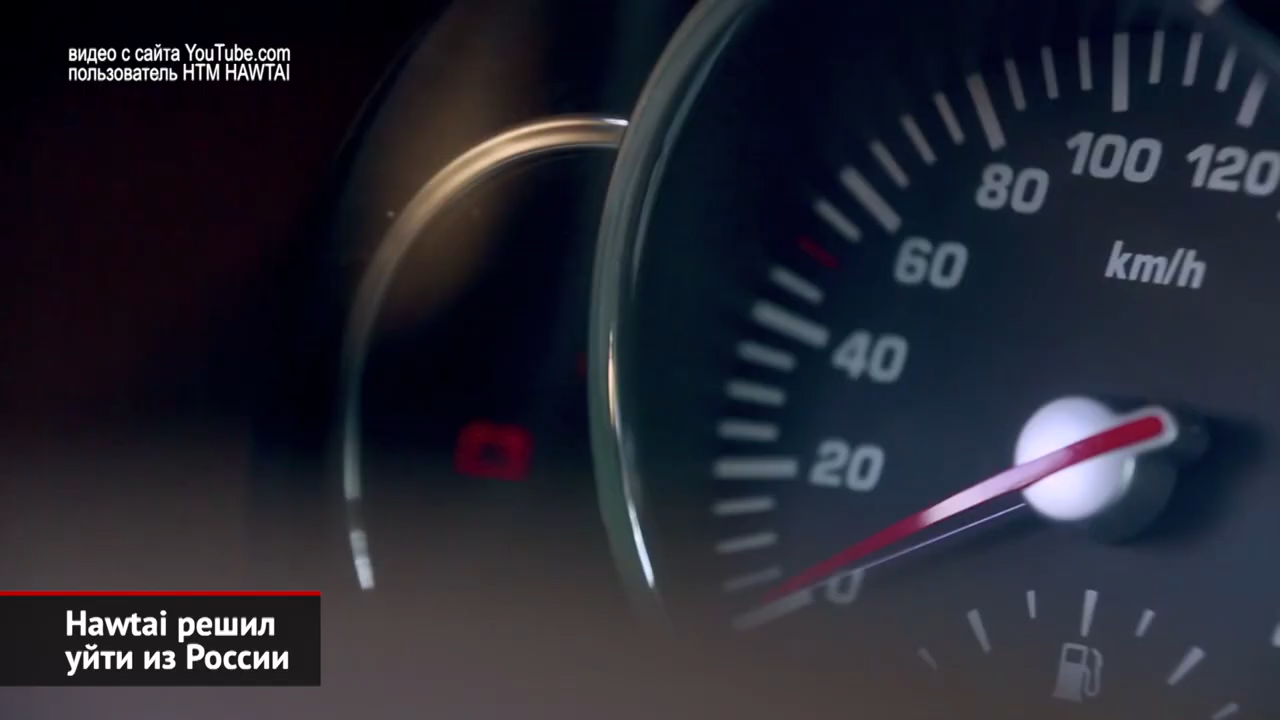 видео с сайта YouTube.com
пользователь HTM HAWTAI
100
120
80
60
km/h
40
20
0
Hawtai решил
уйти из России